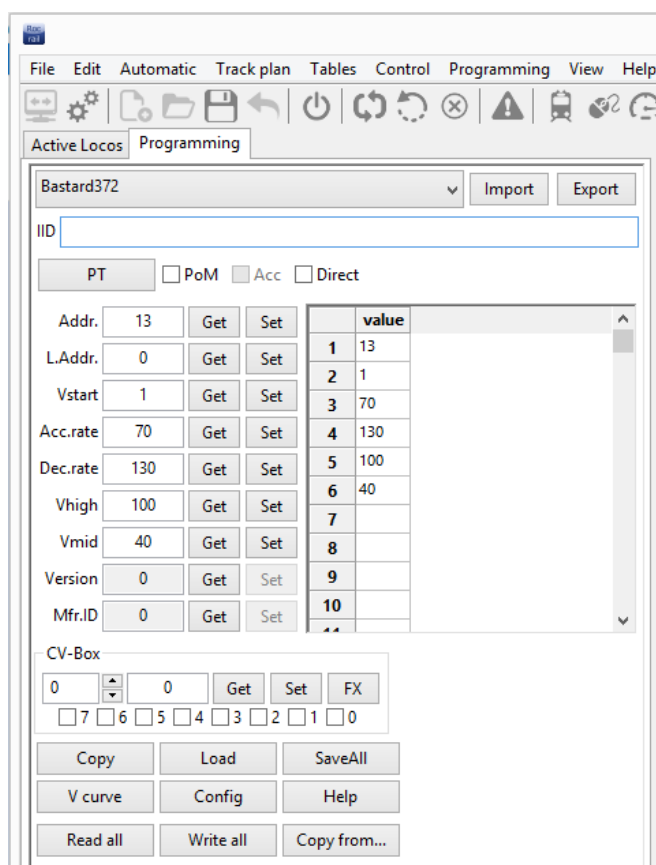 Roc
rail
File Edit Automatic Track plan Tables Control Programming View Help
Active Locos Programming
Bastard372 Import Export
IID
PT PoM Acc Direct
Addr. 13 Get Set
L.Addr. 0 Get Set
Vstart 1 Get Set
Acc.rate 70 Get Set
Dec.rate 130 Get Set
Vhigh 100 Get Set
Vmid 40 Get Set
Version 0 Get Set
Mfr.ID 0 Get Set
value
1 13
2 1
3 70
4 130
5 100
6 40
7
8
9
10
11
CV-Box
0 0 Get Set FX
7 6 5 4 3 2 1 0
Copy Load SaveAll
V curve Config Help
Read all Write all Copy from...